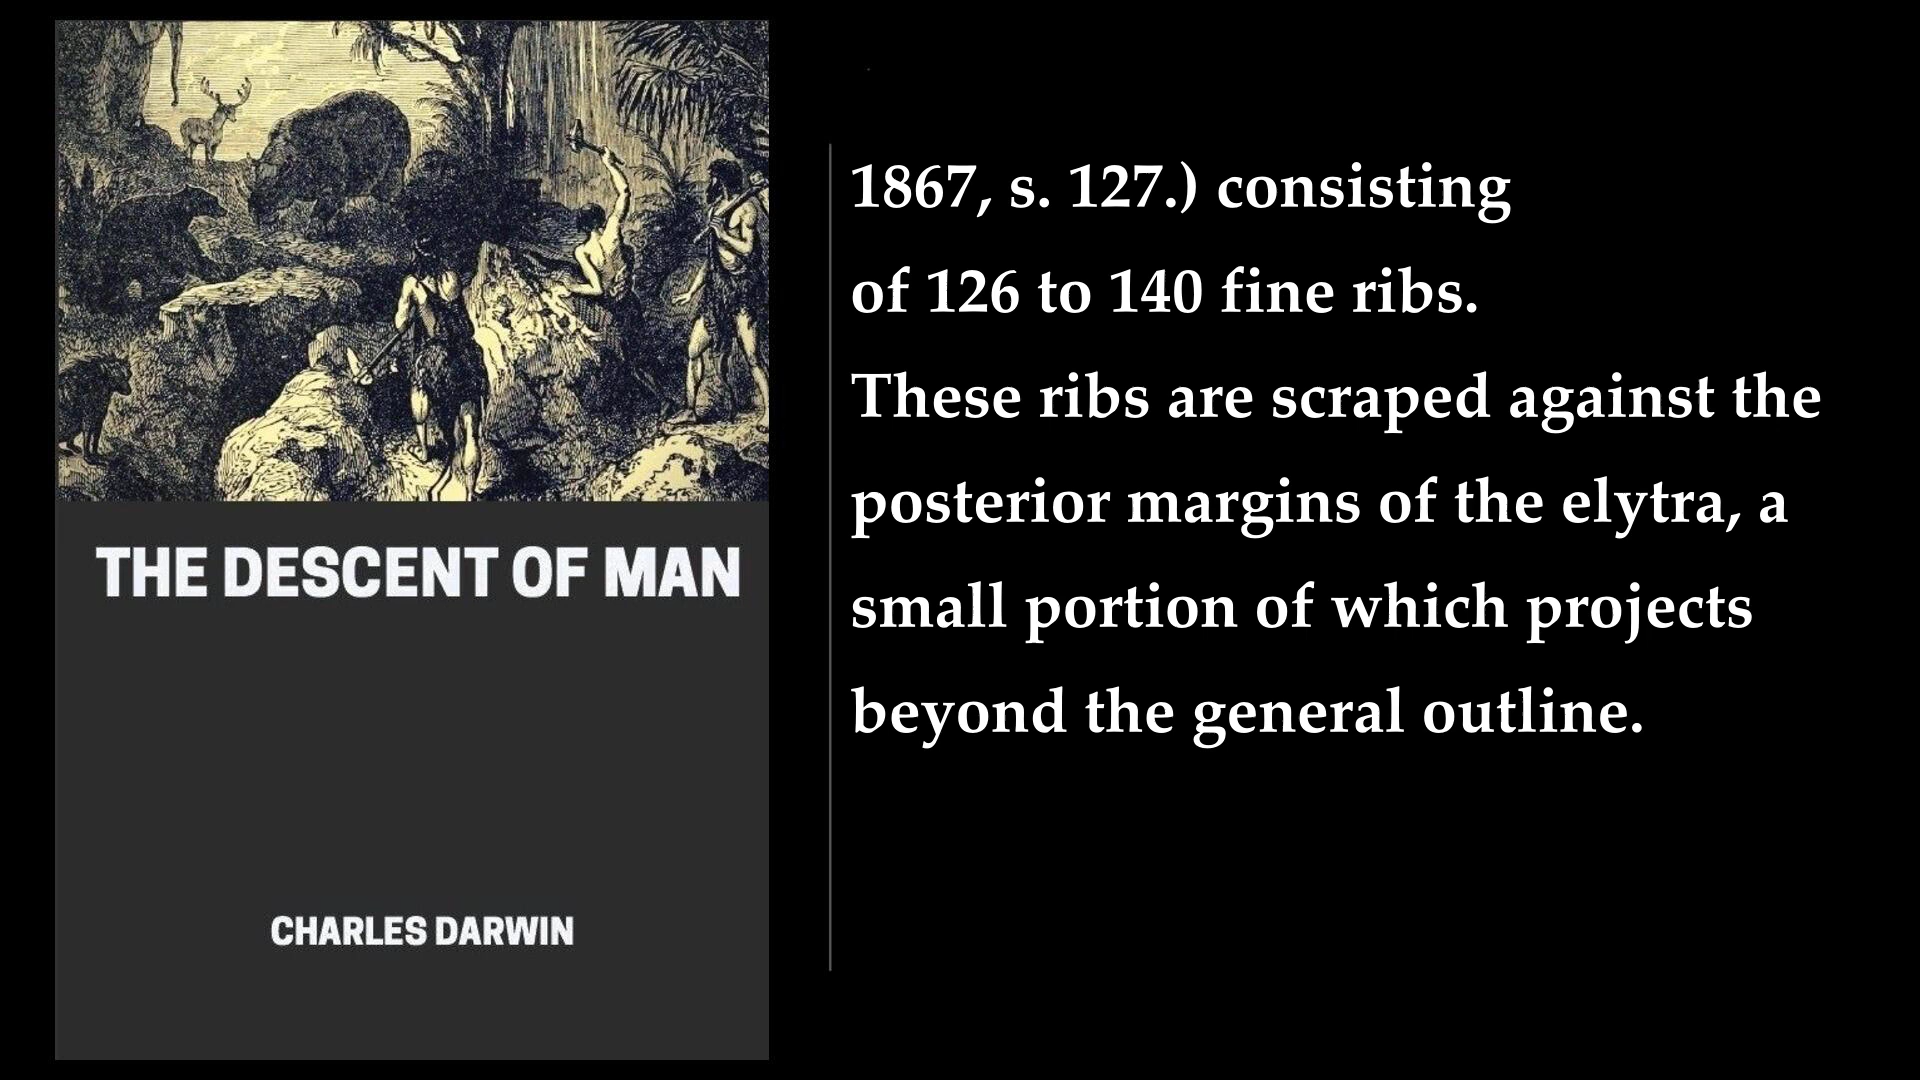 THE DESCENT OF MAN
CHARLES DARWIN
1867, s. 127.) consisting
of 126 to 140 fine ribs.
These ribs are scraped against the
posterior margins of the elytra, a
small portion of which projects
beyond the general outline.